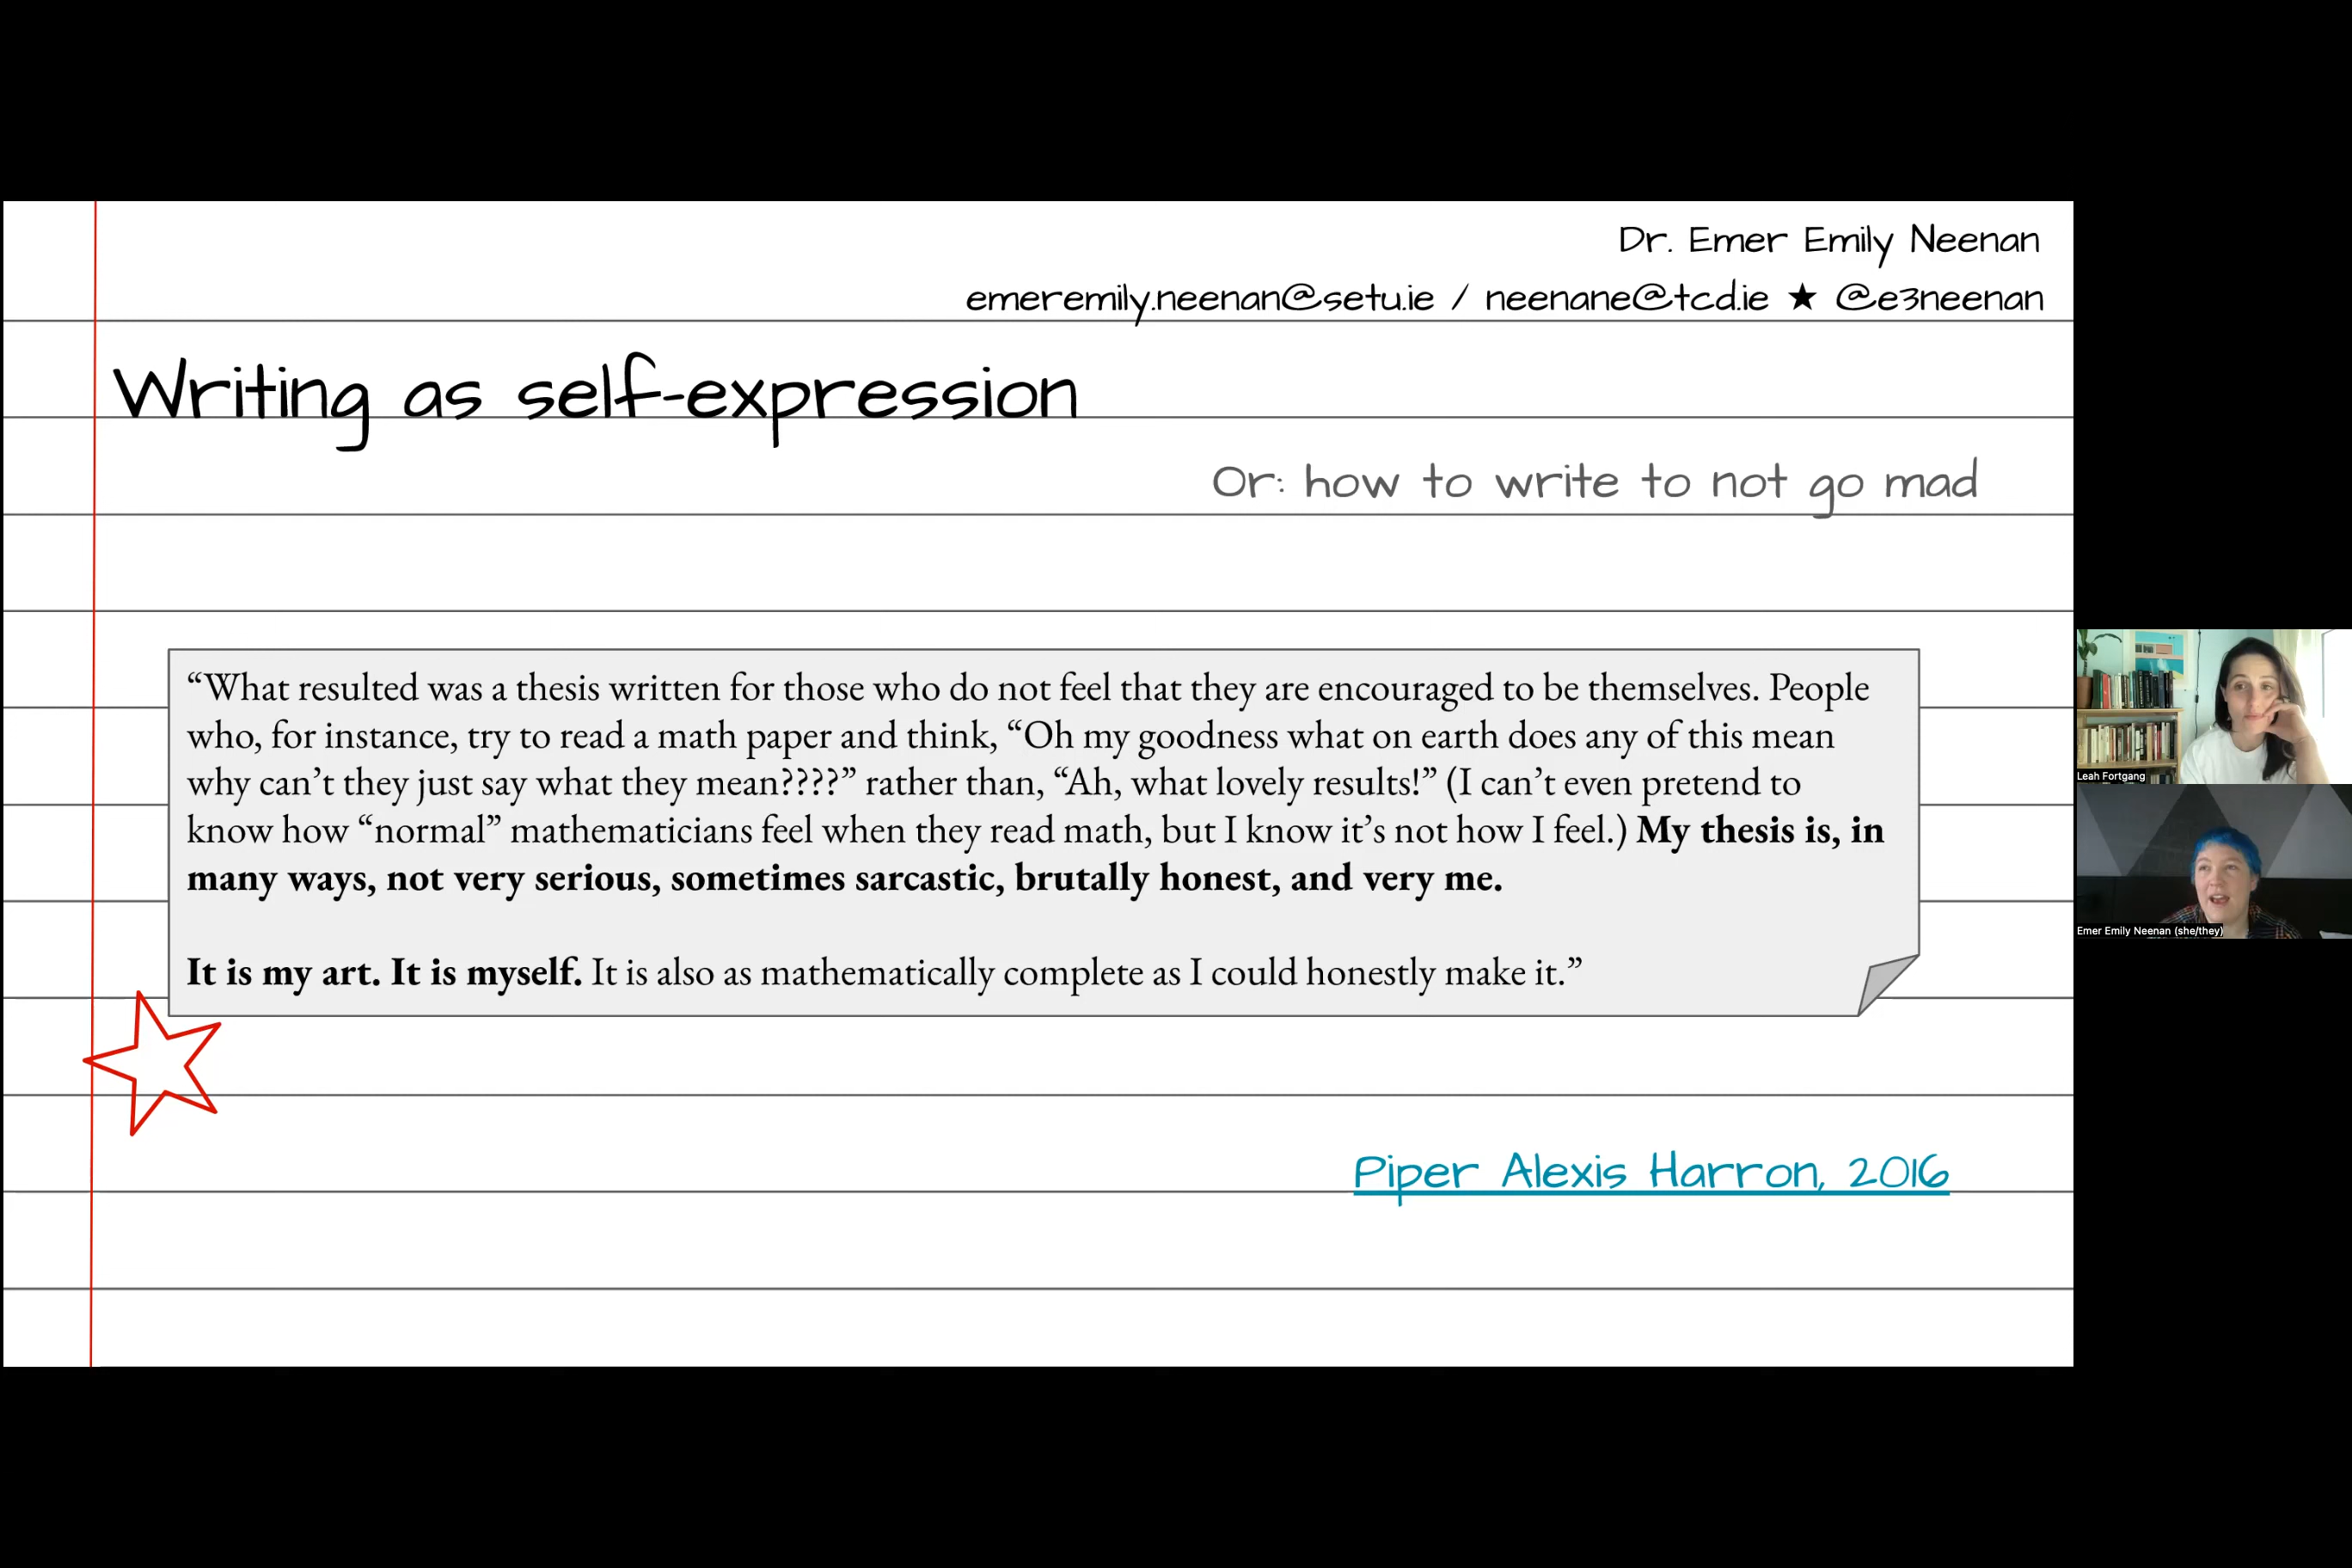 Dr. Emer Emily Neenan
emeremily.neenan@setu.ie / neenane@tcd.ie ★ @e3neenan
Writing as self-expression
Or: how to write to not go mad
“What resulted was a thesis written for those who do not feel that they are encouraged to be themselves. People
who, for instance, try to read a math paper and think, “Oh my goodness what on earth does any of this mean
why can’t they just say what they mean????” rather than, “Ah, what lovely results!” (I can’t even pretend to
know how “normal” mathematicians feel when they read math, but I know it’s not how I feel.) My thesis is, in
many ways, not very serious, sometimes sarcastic, brutally honest, and very me.
It is my art. It is myself. It is also as mathematically complete as I could honestly make it.”
Piper Alexis Harron, 2016
Leah Fortgang
Emer Emily Neenan (she/they)